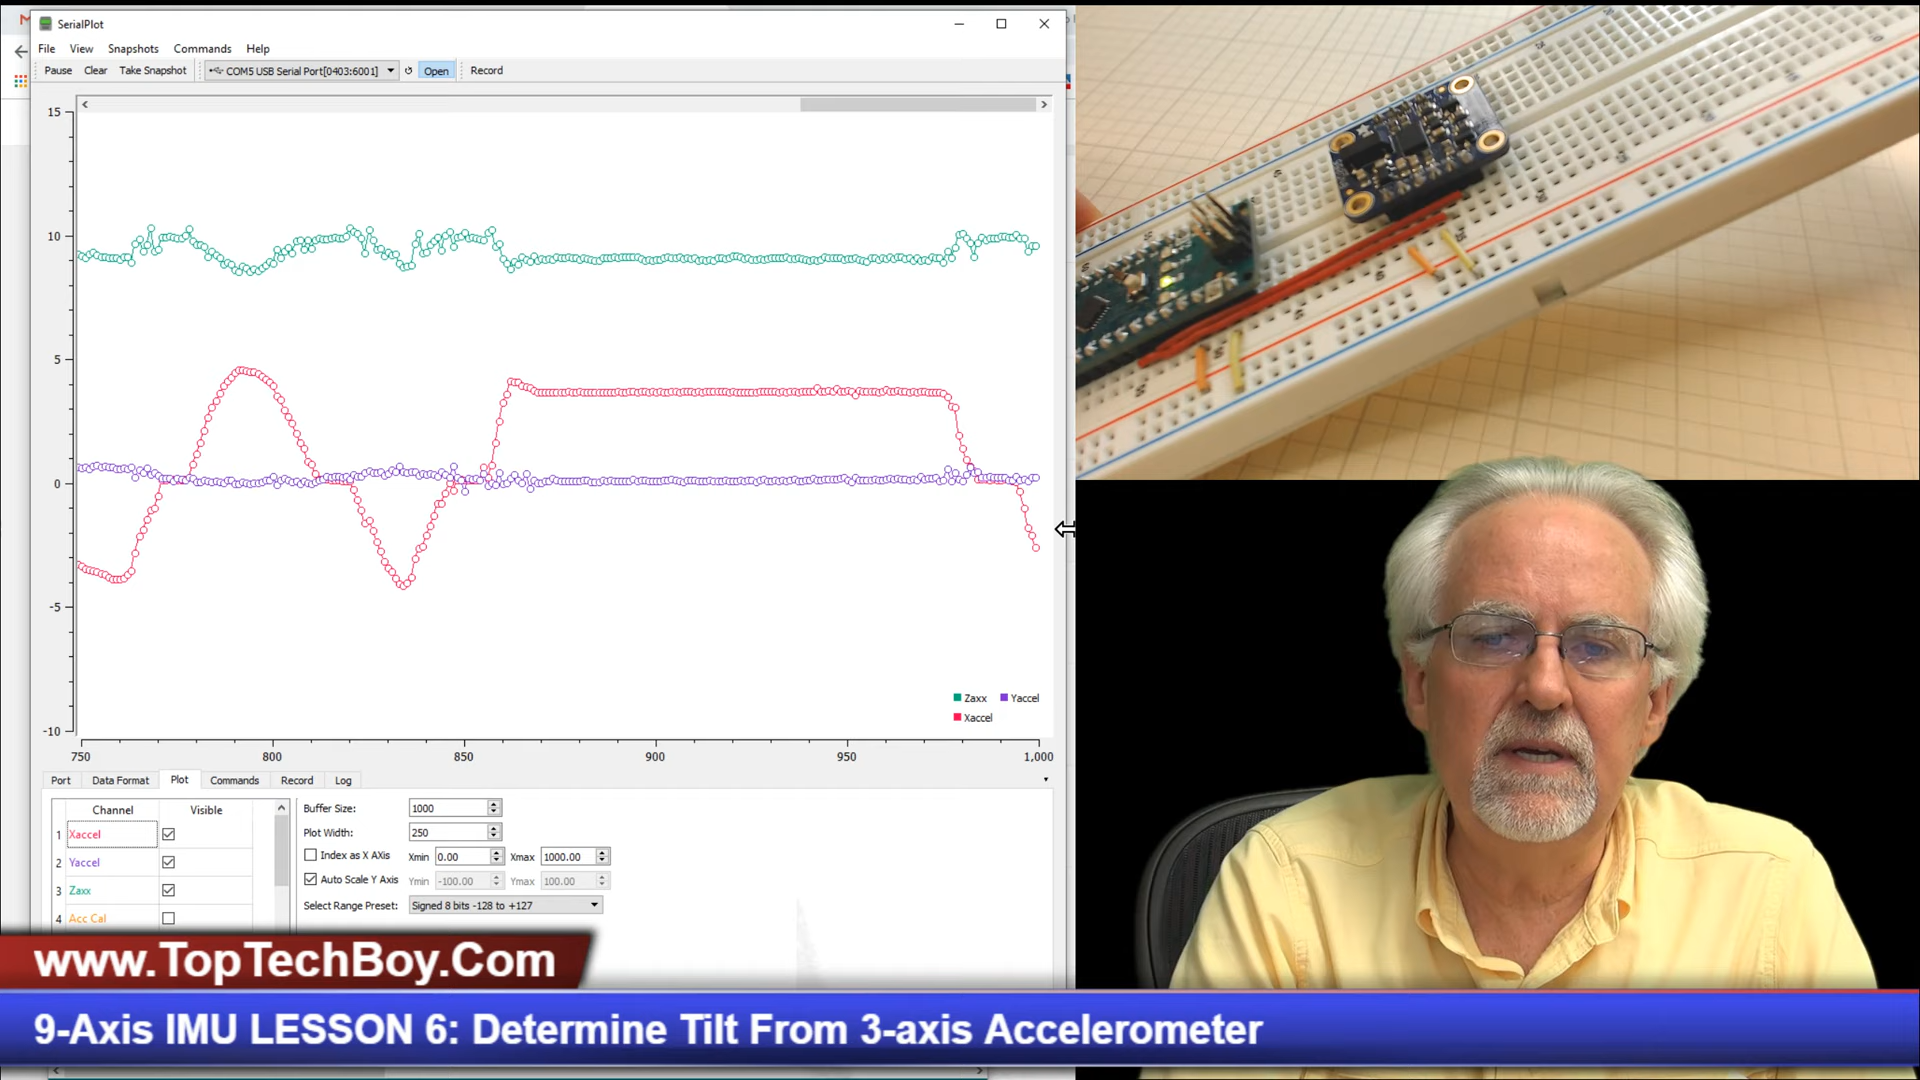 SerialPlot
File View Snapshots Commands Help
Pause Clear Take Snapshot COM5 USB Serial Port[0403:6001] Open Record
15
10
5
0
-5
-10
Zaxx Yaccel
Xaccel
750 800 850 900 950 1,000
Port Data Format Plot Commands Record Log
Channel Visible
1 Xaccel
2 Yaccel
3 Zaxx
4 Acc Cal
Buffer Size: 1000
Plot Width: 250
Index as X AXis Xmin 0.00 Xmax 1000.00
Auto Scale Y Axis Ymin -100.00 Ymax 100.00
Select Range Preset: Signed 8 bits -128 to +127
www.TopTechBoy.Com
9-Axis IMU LESSON 6: Determine Tilt From 3-axis Accelerometer